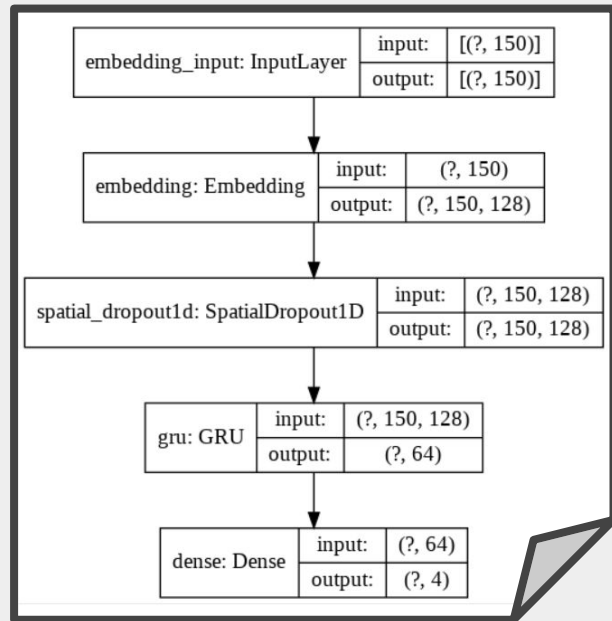 embedding_input: InputLayer
input: [(?, 150)]
output: [(?, 150)]
embedding: Embedding
input: (?, 150)
output: (?, 150, 128)
spatial_dropout1d: SpatialDropout1D
input: (?, 150, 128)
output: (?, 150, 128)
gru: GRU
input: (?, 150, 128)
output: (?, 64)
dense: Dense
input: (?, 64)
output: (?, 4)